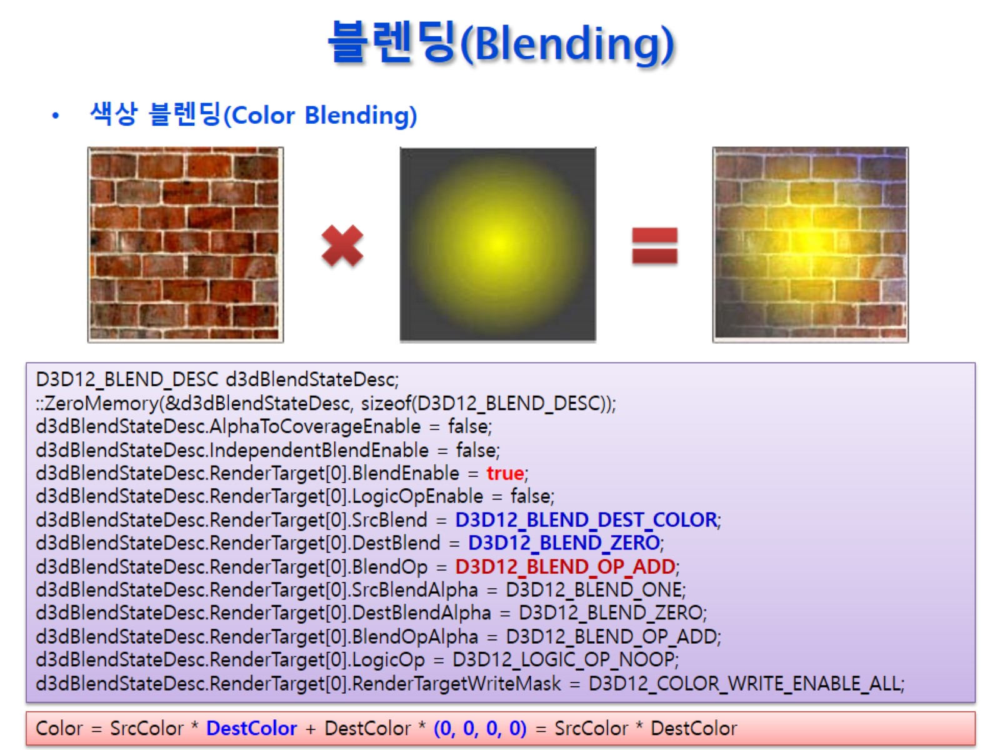 블렌딩(Blending)
• 색상 블렌딩(Color Blending)
D3D12_BLEND_DESC d3dBlendStateDesc;
::ZeroMemory(&d3dBlendStateDesc, sizeof(D3D12_BLEND_DESC));
d3dBlendStateDesc.AlphaToCoverageEnable = false;
d3dBlendStateDesc.IndependentBlendEnable = false;
d3dBlendStateDesc.RenderTarget[0].BlendEnable = true;
d3dBlendStateDesc.RenderTarget[0].LogicOpEnable = false;
d3dBlendStateDesc.RenderTarget[0].SrcBlend = D3D12_BLEND_DEST_COLOR;
d3dBlendStateDesc.RenderTarget[0].DestBlend = D3D12_BLEND_ZERO;
d3dBlendStateDesc.RenderTarget[0].BlendOp = D3D12_BLEND_OP_ADD;
d3dBlendStateDesc.RenderTarget[0].SrcBlendAlpha = D3D12_BLEND_ONE;
d3dBlendStateDesc.RenderTarget[0].DestBlendAlpha = D3D12_BLEND_ZERO;
d3dBlendStateDesc.RenderTarget[0].BlendOpAlpha = D3D12_BLEND_OP_ADD;
d3dBlendStateDesc.RenderTarget[0].LogicOp = D3D12_LOGIC_OP_NOOP;
d3dBlendStateDesc.RenderTarget[0].RenderTargetWriteMask = D3D12_COLOR_WRITE_ENABLE_ALL;
Color = SrcColor * DestColor + DestColor * (0, 0, 0, 0) = SrcColor * DestColor